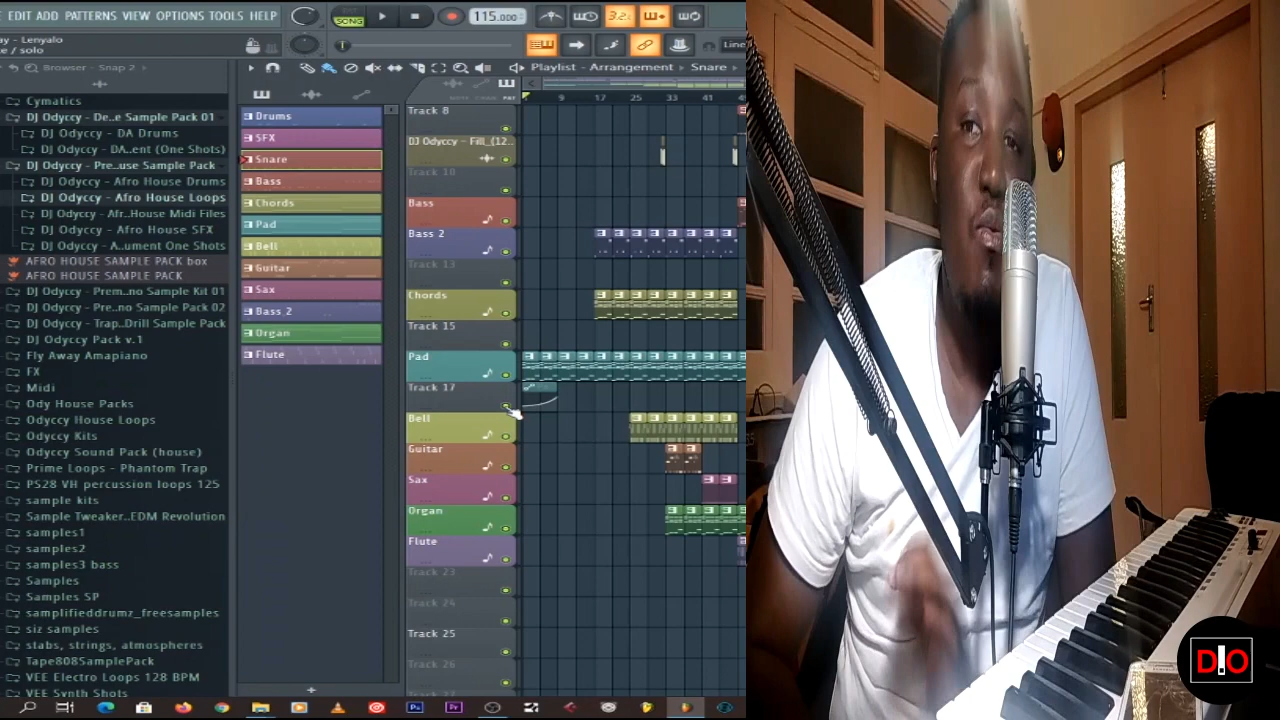 EDIT ADD PATTERNS VIEW OPTIONS TOOLS HELP
SONG
115.000
3.2.
ay - Lenyalo
te / solo
Line
Browser - Snap 2
Playlist - Arrangement
Snare
9 17 25 33 41
Cymatics
DJ Odyccy - De..e Sample Pack 01
DJ Odyccy - DA Drums
DJ Odyccy - DA..ent (One Shots)
DJ Odyccy - Pre..use Sample Pack
DJ Odyccy - Afro House Drums
DJ Odyccy - Afro House Loops
DJ Odyccy - Afr..House Midi Files
DJ Odyccy - Afro House SFX
DJ Odyccy - A..ument One Shots
AFRO HOUSE SAMPLE PACK box
AFRO HOUSE SAMPLE PACK
DJ Odyccy - Prem..no Sample Kit 01
DJ Odyccy - Pre..no Sample Pack 02
DJ Odyccy - Trap..Drill Sample Pack
DJ Odyccy Pack v.1
Fly Away Amapiano
FX
Midi
Ody House Packs
Odyccy House Loops
Odyccy Kits
Odyccy Sound Pack (house)
Prime Loops - Phantom Trap
PS28 VH percussion loops 125
sample kits
Sample Tweaker..EDM Revolution
samples1
samples2
samples3 bass
Samples
Samples SP
samplifieddrumz_freesamples
siz samples
stabs, strings, atmospheres
Tape808SamplePack
VEE Electro Loops 128 BPM
VEE Synth Shots
Drums
SFX
Snare
Bass
Chords
Pad
Bell
Guitar
Sax
Bass 2
Organ
Flute
Track 8
DJ Odyccy - Fill_(12..
Track 10
Bass
Bass 2
Track 13
Chords
Track 15
Pad
Track 17
Bell
Guitar
Sax
Organ
Flute
Track 23
Track 24
Track 25
Track 26
D!O